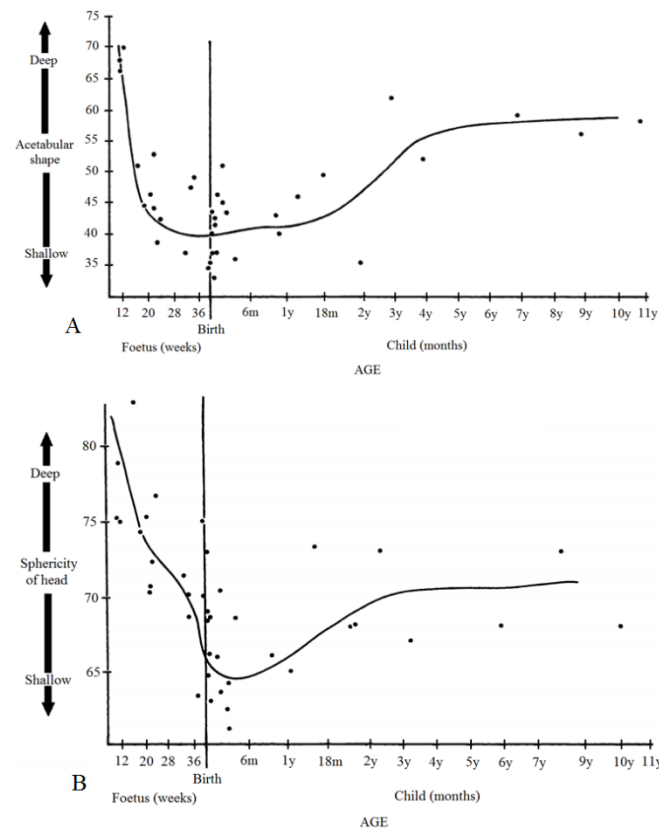 75
70
65
60
55
50
45
40
35
Deep
Acetabular
shape
Shallow
A
12 20 28 36 6m 1y 18m 2y 3y 4y 5y 6y 7y 8y 9y 10y 11y
Birth
Foetus (weeks) Child (months)
AGE
80
75
70
65
Deep
Sphericity
of head
Shallow
B
12 20 28 36 6m 1y 18m 2y 3y 4y 5y 6y 7y 9y 10y 11y
Birth
Foetus (weeks) Child (months)
AGE